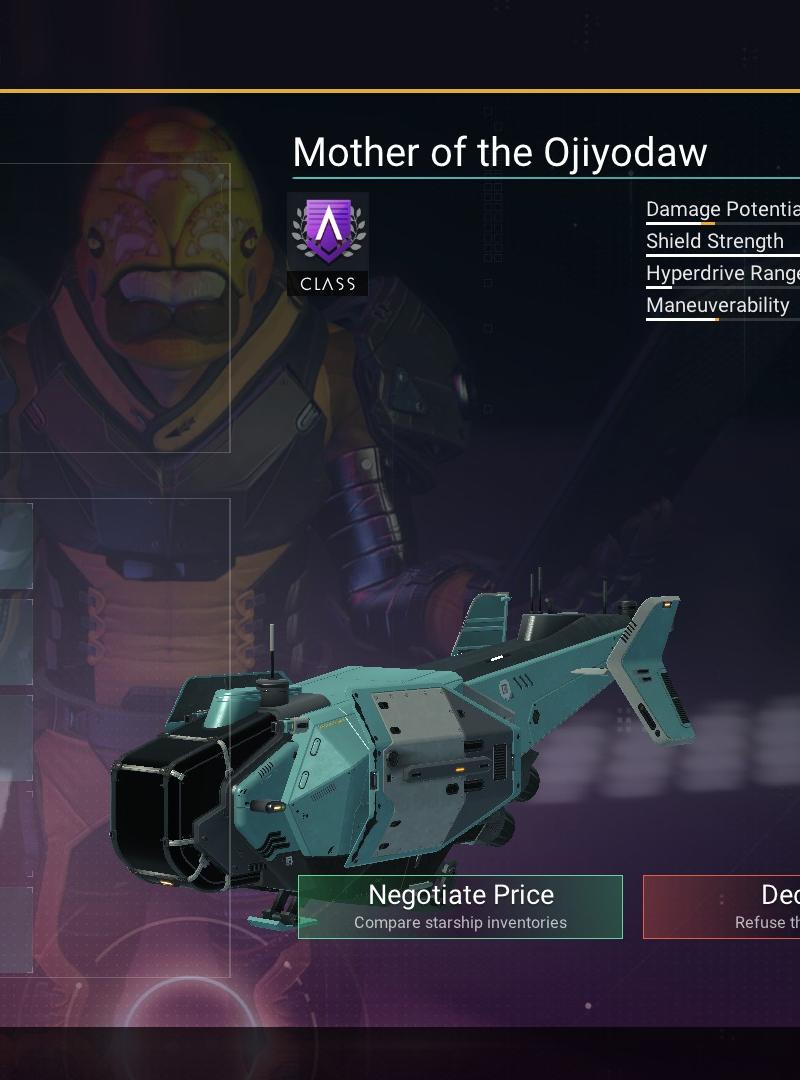 Mother of the Ojiyodaw
CLASS
Damage Potentia
Shield Strength
Hyperdrive Range
Maneuverability
Negotiate Price
Compare starship inventories
Dec
Refuse th